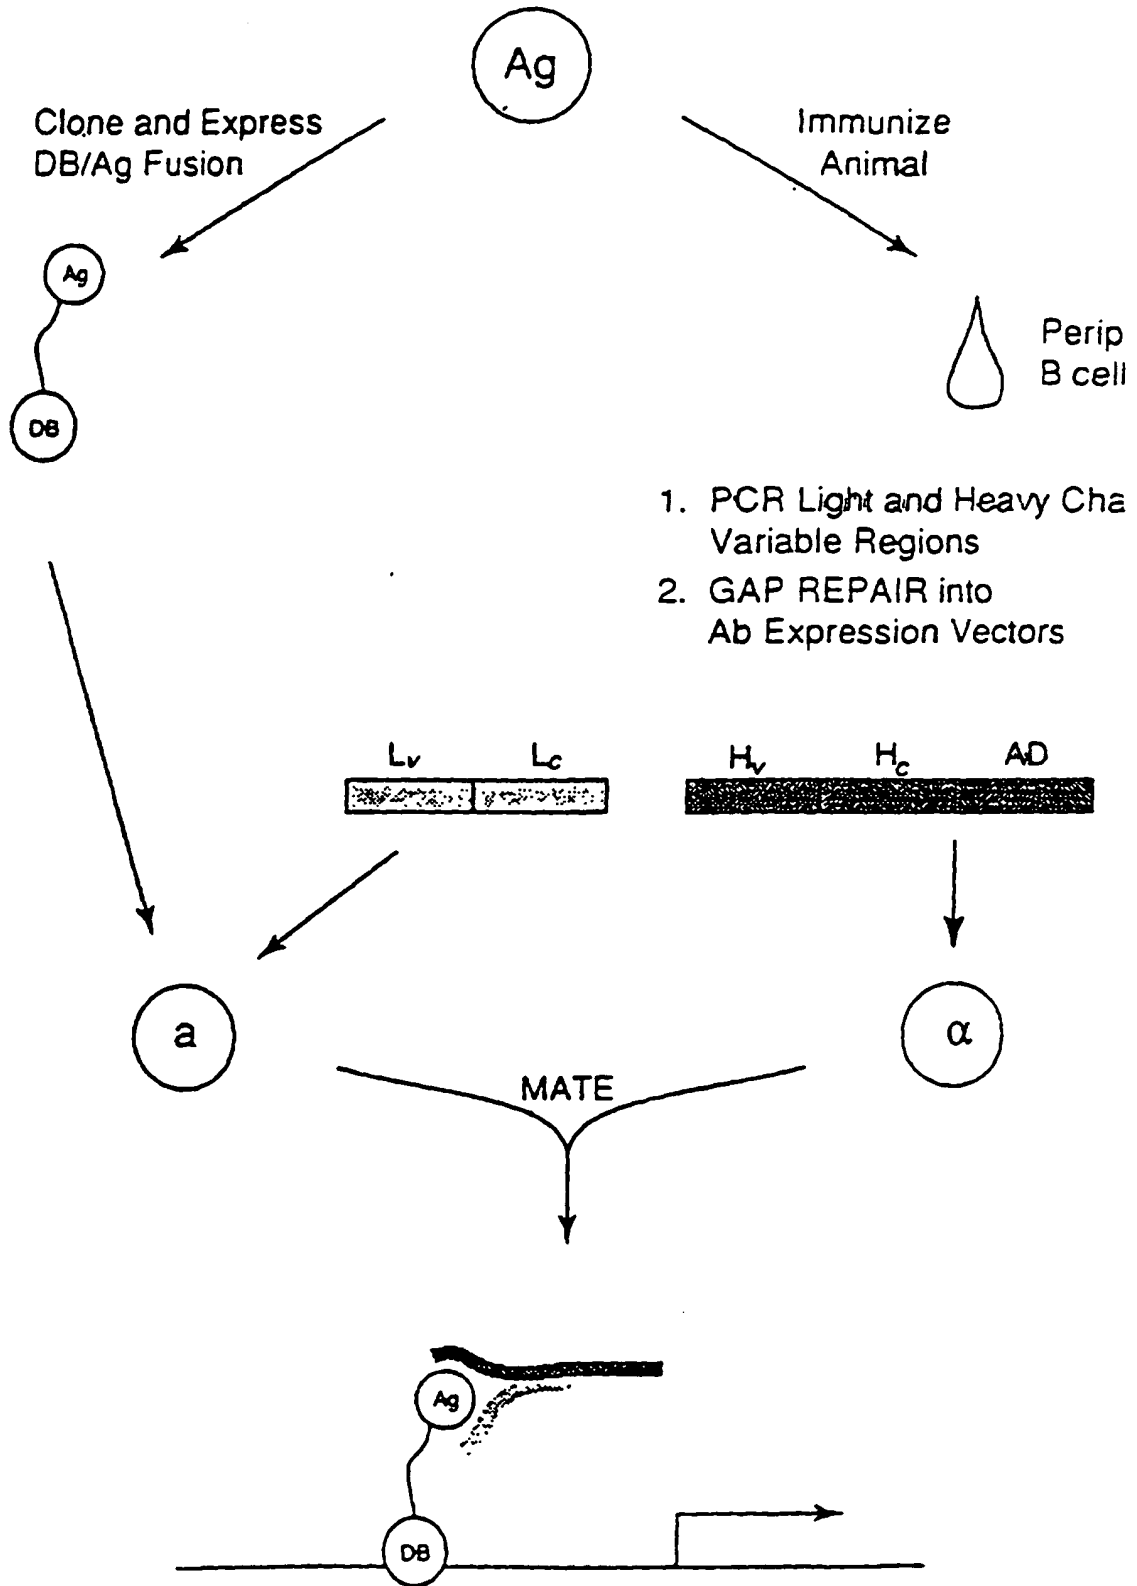 Ag
Clone and Express
DB/Ag Fusion
Immunize
Animal
Ag
DB
Perip
B cell
1. PCR Light and Heavy Cha
Variable Regions
2. GAP REPAIR into
Ab Expression Vectors
Lv Lc
Hv Hc AD
a
α
MATE
Ag
DB